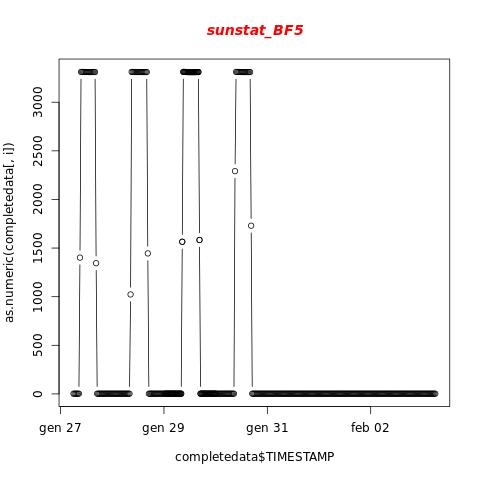 sunstat_BF5
as.numeric(completedata[, i])
3000
2500
2000
1500
1000
500
0
gen 27
gen 29
gen 31
feb 02
completedata$TIMESTAMP